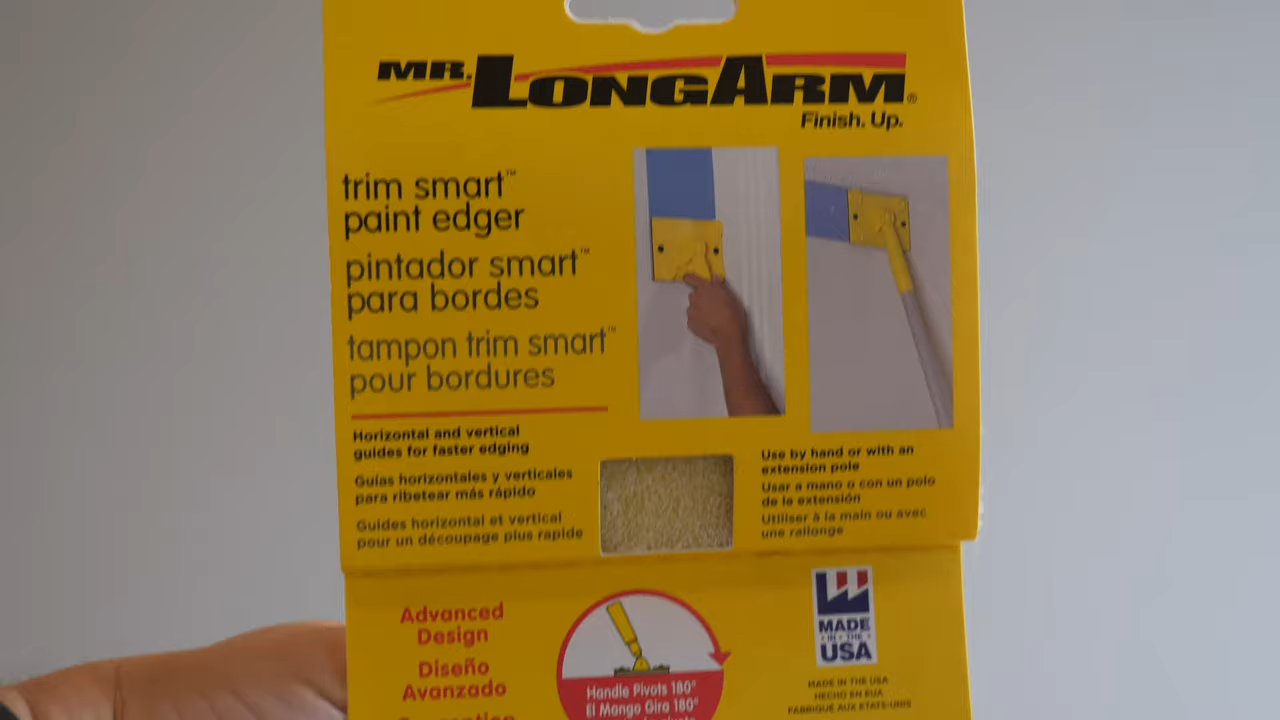 MR. LONGARM®
Finish. Up.
trim smart™
paint edger
pintador smart™
para bordes
tampon trim smart™
pour bordures
Horizontal and vertical
guides for faster edging
Guías horizontales y verticales
para ribetear más rápido
Guides horizontal et vertical
pour un découpage plus rapide
Use by hand or with an
extension pole
Usar a mano o con un polo
de la extensión
Utiliser à la main ou avec
une rallonge
Advanced
Design
Diseño
Avanzado
Handle Pivots 180°
El Mango Gira 180°
MADE
IN THE
USA
MADE IN THE USA
HECHO EN EUA
FABRIQUÉ AUX ETATS-UNIS